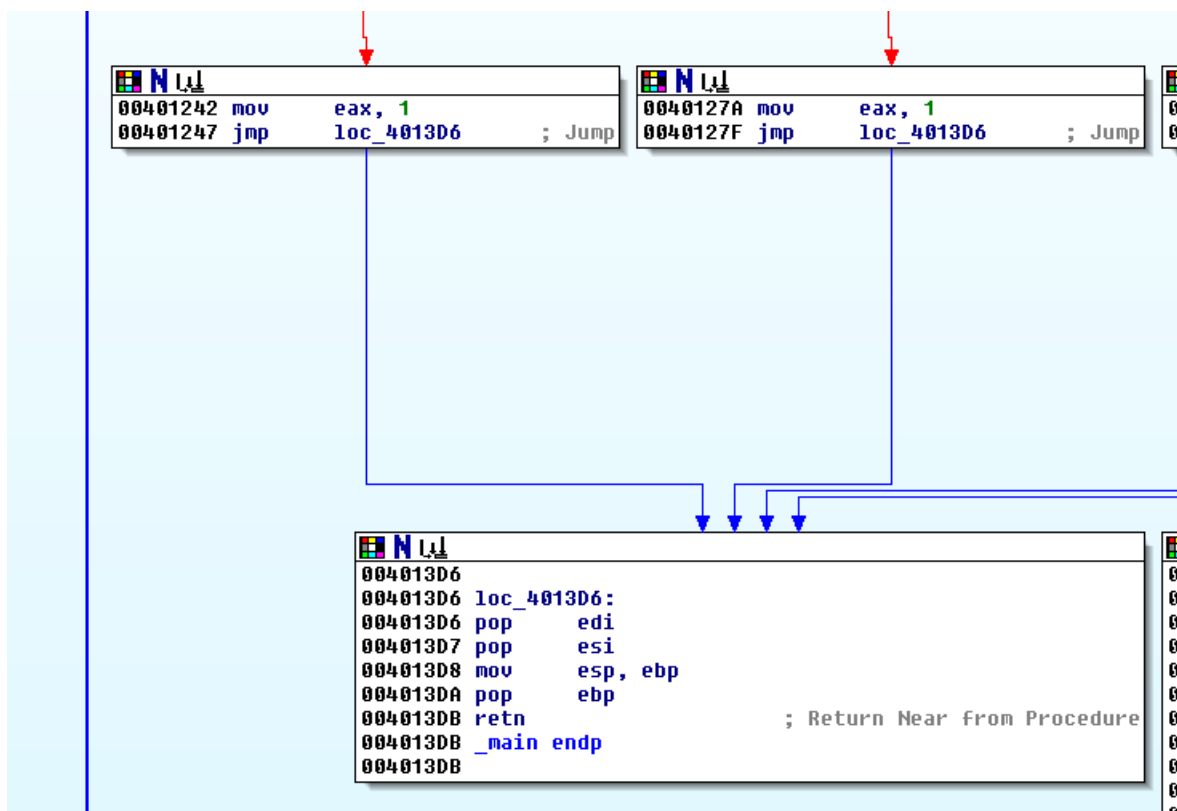 00401242 mov eax, 1
00401247 jmp loc_4013D6 ; Jump
0040127A mov eax, 1
0040127F jmp loc_4013D6 ; Jump
004013D6
004013D6 loc_4013D6:
004013D6 pop edi
004013D7 pop esi
004013D8 mov esp, ebp
004013DA pop ebp
004013DB retn ; Return Near from Procedure
004013DB _main endp
004013DB